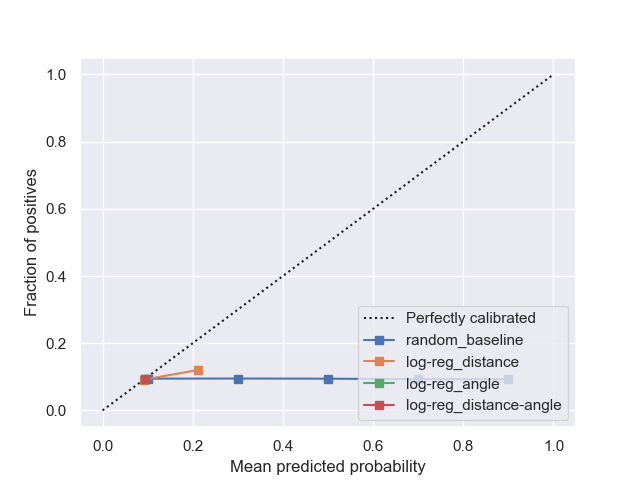 1.0
0.8
0.6
0.4
0.2
0.0
Fraction of positives
Perfectly calibrated
random_baseline
log-reg_distance
log-reg_angle
log-reg_distance-angle
0.0 0.2 0.4 0.6 0.8 1.0
Mean predicted probability